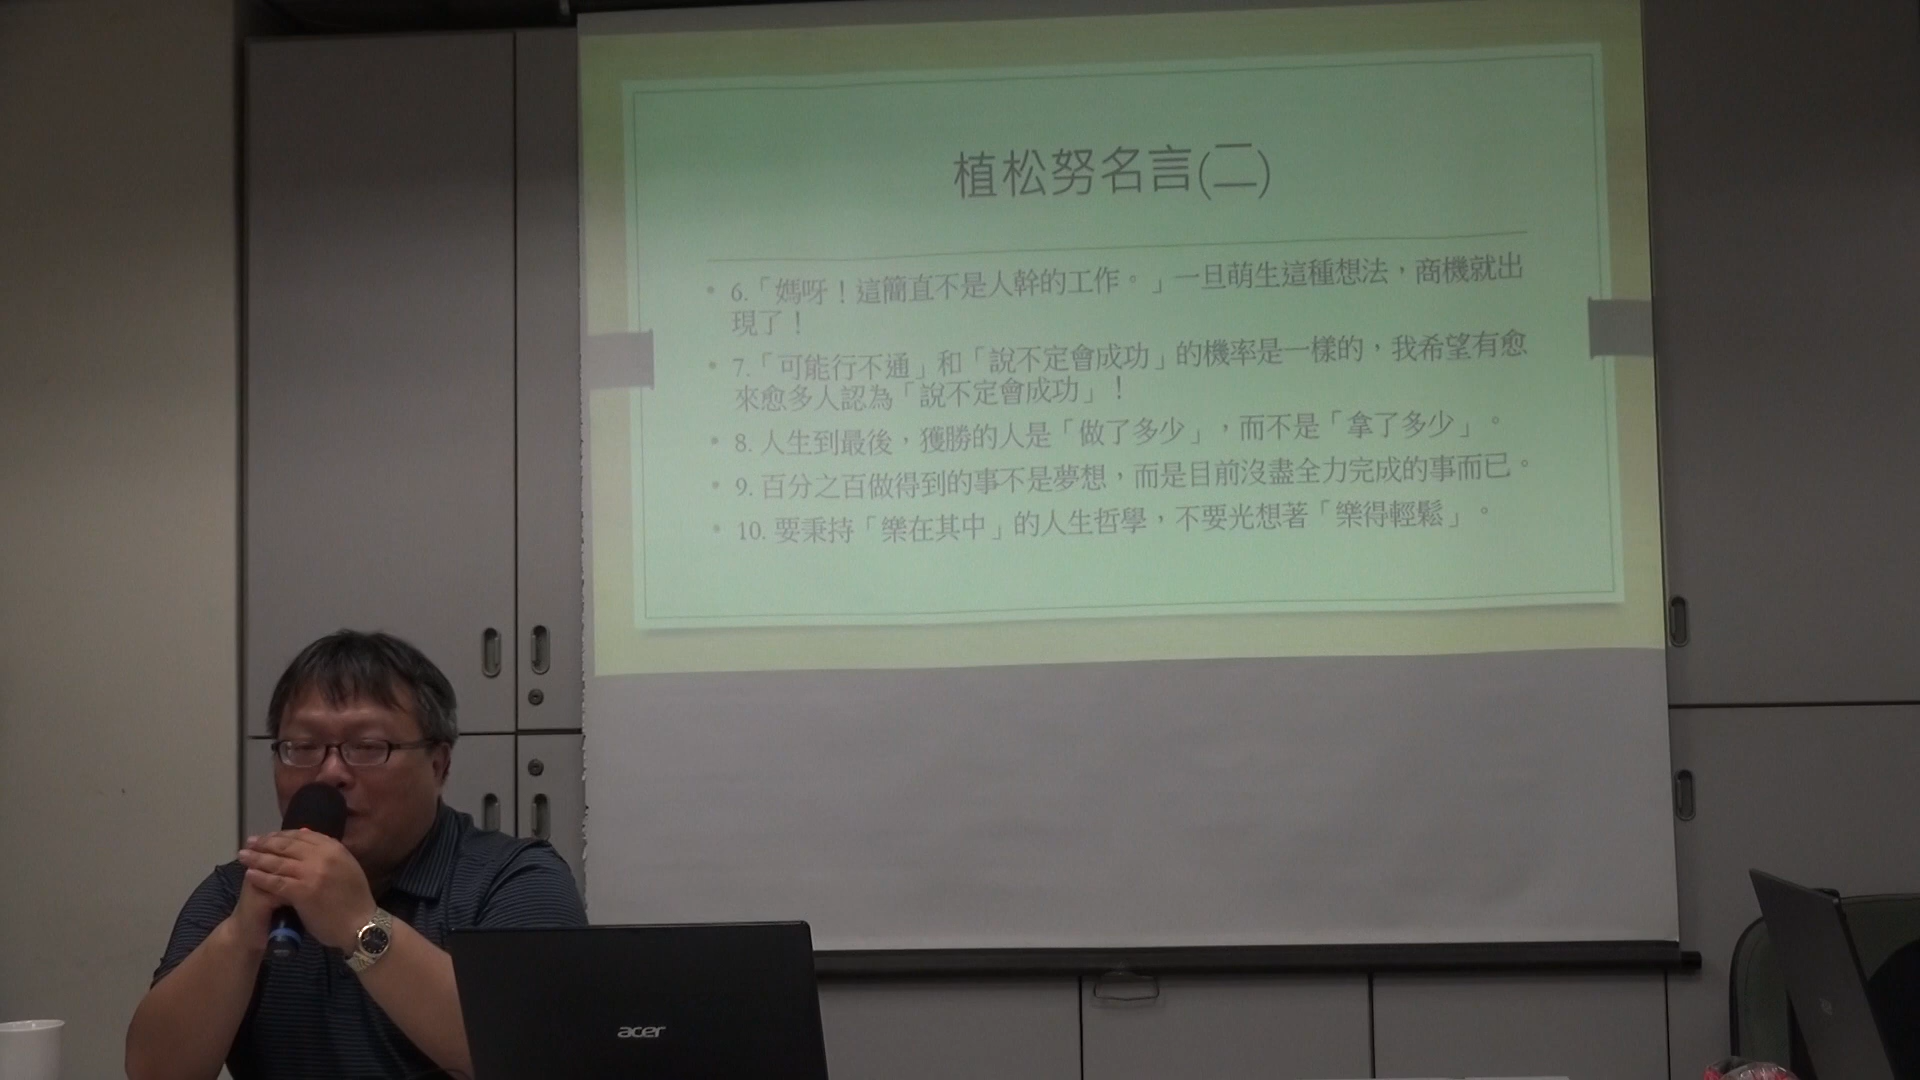 植松努名言(二)
6.「媽呀！這簡直不是人幹的工作。」一旦萌生這種想法，商機就出
現了！
7.「可能行不通」和「說不定會成功」的機率是一樣的，我希望有愈
來愈多人認為「說不定會成功」！
8. 人生到最後，獲勝的人是「做了多少」，而不是「拿了多少」。
9. 百分之百做得到的事不是夢想，而是目前沒盡全力完成的事而已。
10. 要秉持「樂在其中」的人生哲學，不要光想著「樂得輕鬆」。
acer